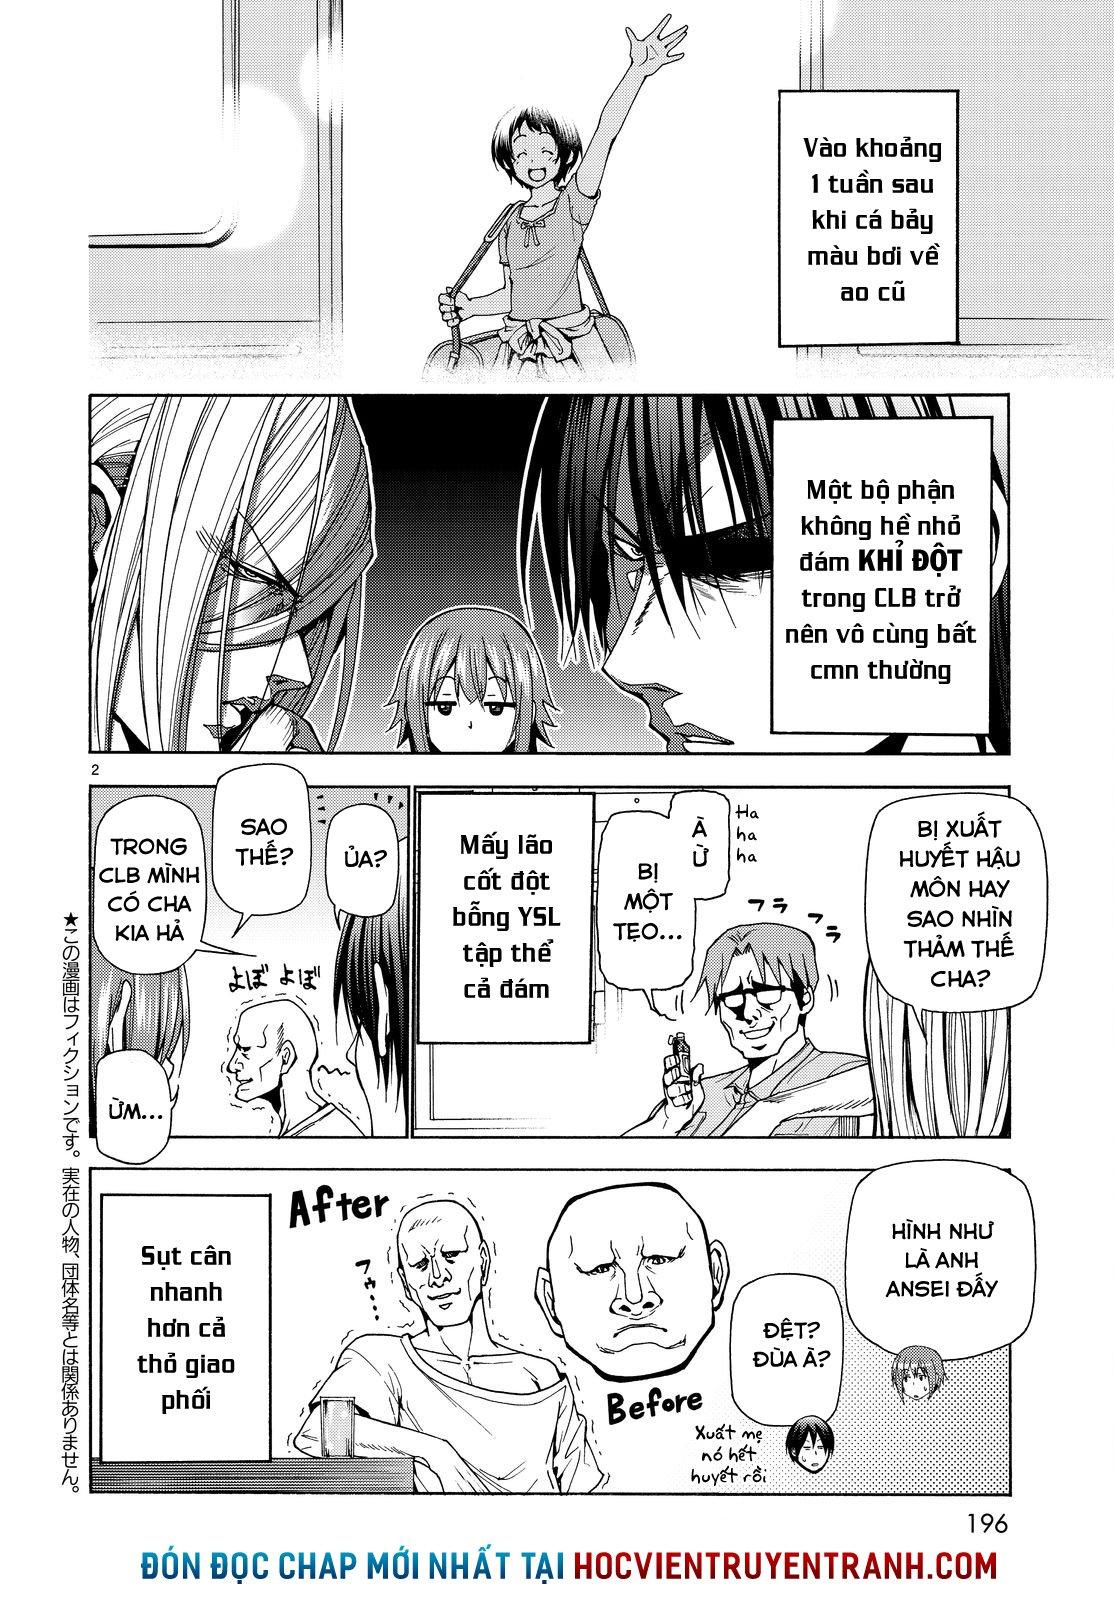 Vào khoảng
1 tuần sau
khi cá bảy
màu bơi về
ao cũ
Một bộ phận
không hề nhỏ
đám KHỈ ĐỘT
trong CLB trở
nên vô cùng bất
cmn thường
2
BỊ XUẤT
HUYẾT HẬU
MÔN HAY
SAO NHÌN
THẢM THẾ
CHA?
Ha
ha
ha
À
Ừ
BỊ
MỘT
TẸO...
フラ
フラ
Mấy lão
cốt đột
bỗng YSL
tập thể
cả đám
ỦA?
SAO
THẾ?
TRONG
CLB MÌNH
CÓ CHA
KIA HẢ
よぼ よぼ
ỪM...
★この漫画はフィクションです。実在の人物、団体名等とは関係ありません。
HÌNH NHƯ
LÀ ANH
ANSEI ĐẤY
ĐỆT?
ĐÙA À?
Xuất mẹ
nó hết
huyết rồi
Before
After
フゥ…
Sụt cân
nhanh
hơn cả
thỏ giao
phối
196
ĐÓN ĐỌC CHAP MỚI NHẤT TẠI HOCVIENTRUYENTRANH.COM